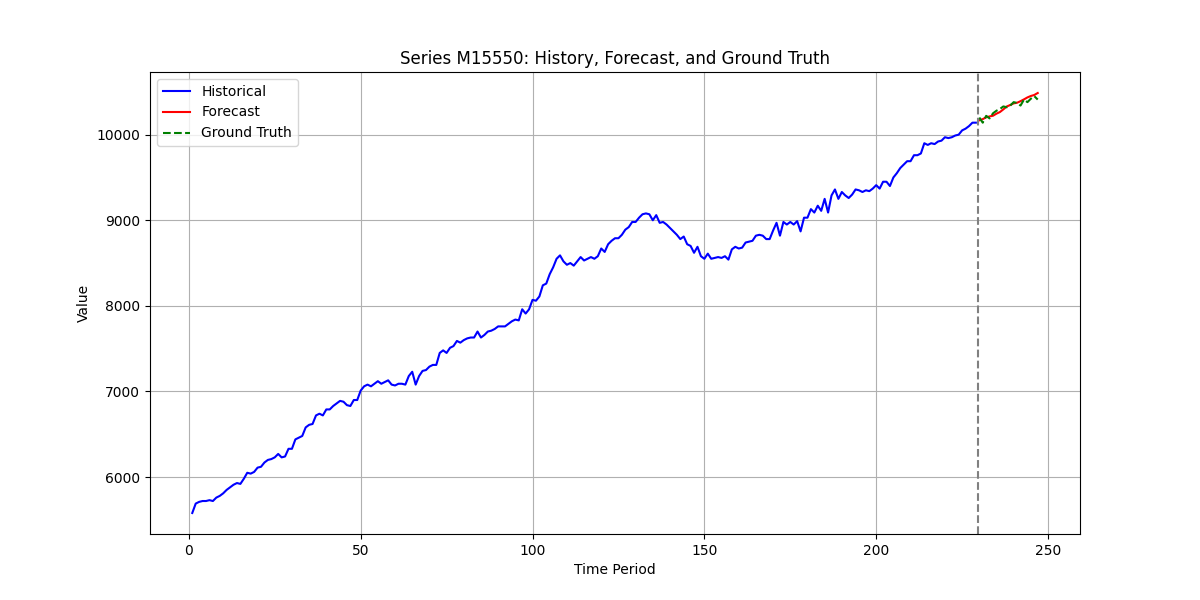 Series M15550: History, Forecast, and Ground Truth
Historical
Forecast
Ground Truth
Value
10000
9000
8000
7000
6000
0 50 100 150 200 250
Time Period